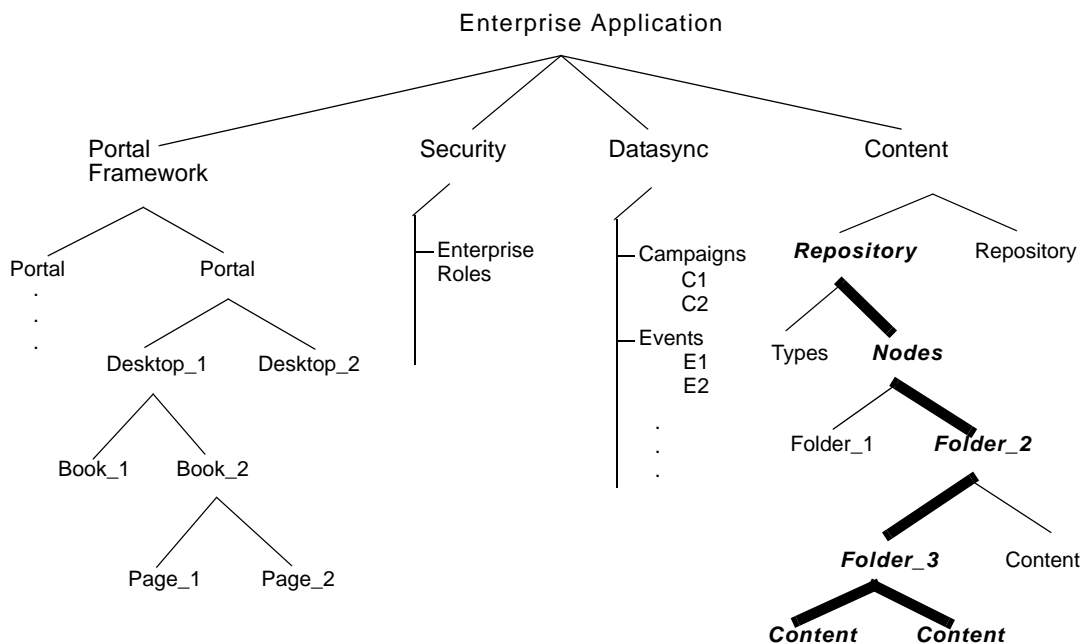 Enterprise Application
Portal
Framework
Security
Datasync
Content
Portal
Portal
Enterprise
Roles
Campaigns
C1
C2
Repository
Repository
.
.
.
Events
E1
E2
Desktop_1
Desktop_2
Types
Nodes
.
.
.
Folder_1
Folder_2
Book_1
Book_2
Folder_3
Content
Page_1
Page_2
Content
Content